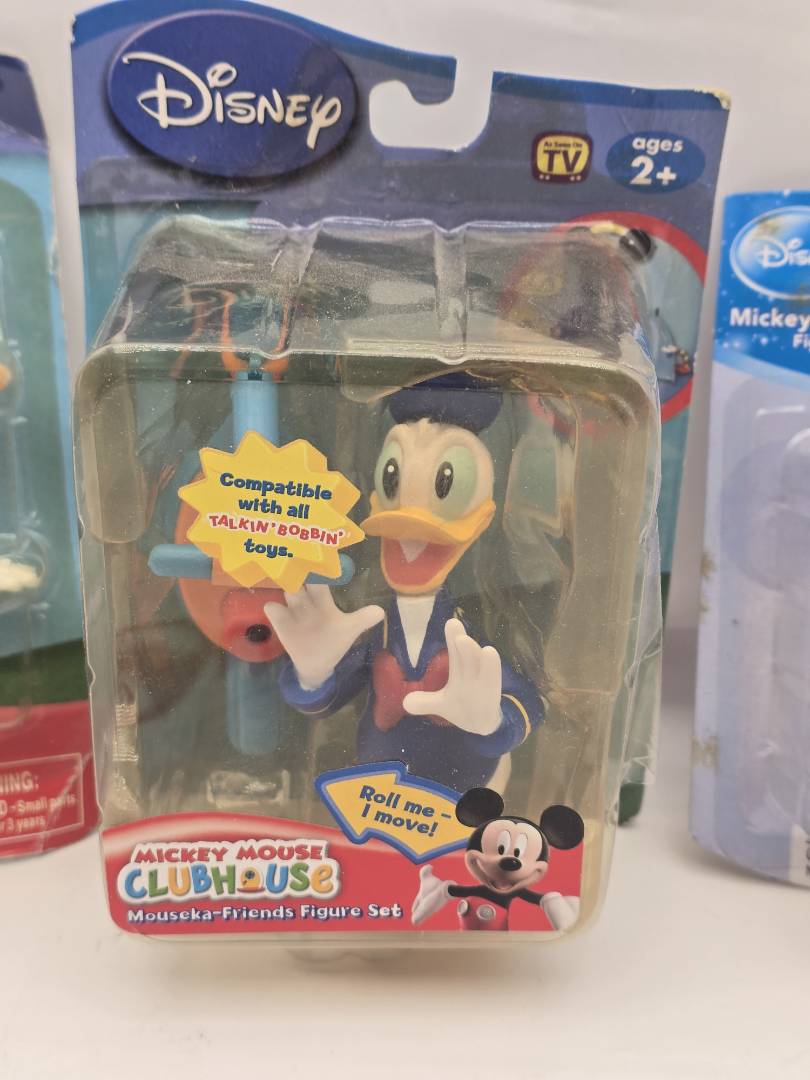 Disney
As Seen On
TV
ages
2+
Compatible
with all
TALKIN' BOBBIN'
toys.
Roll me –
I move!
MICKEY MOUSE
CLUBHOUSE
Mouseka-Friends Figure Set
Mickey
NING:
-Small parts
3 years